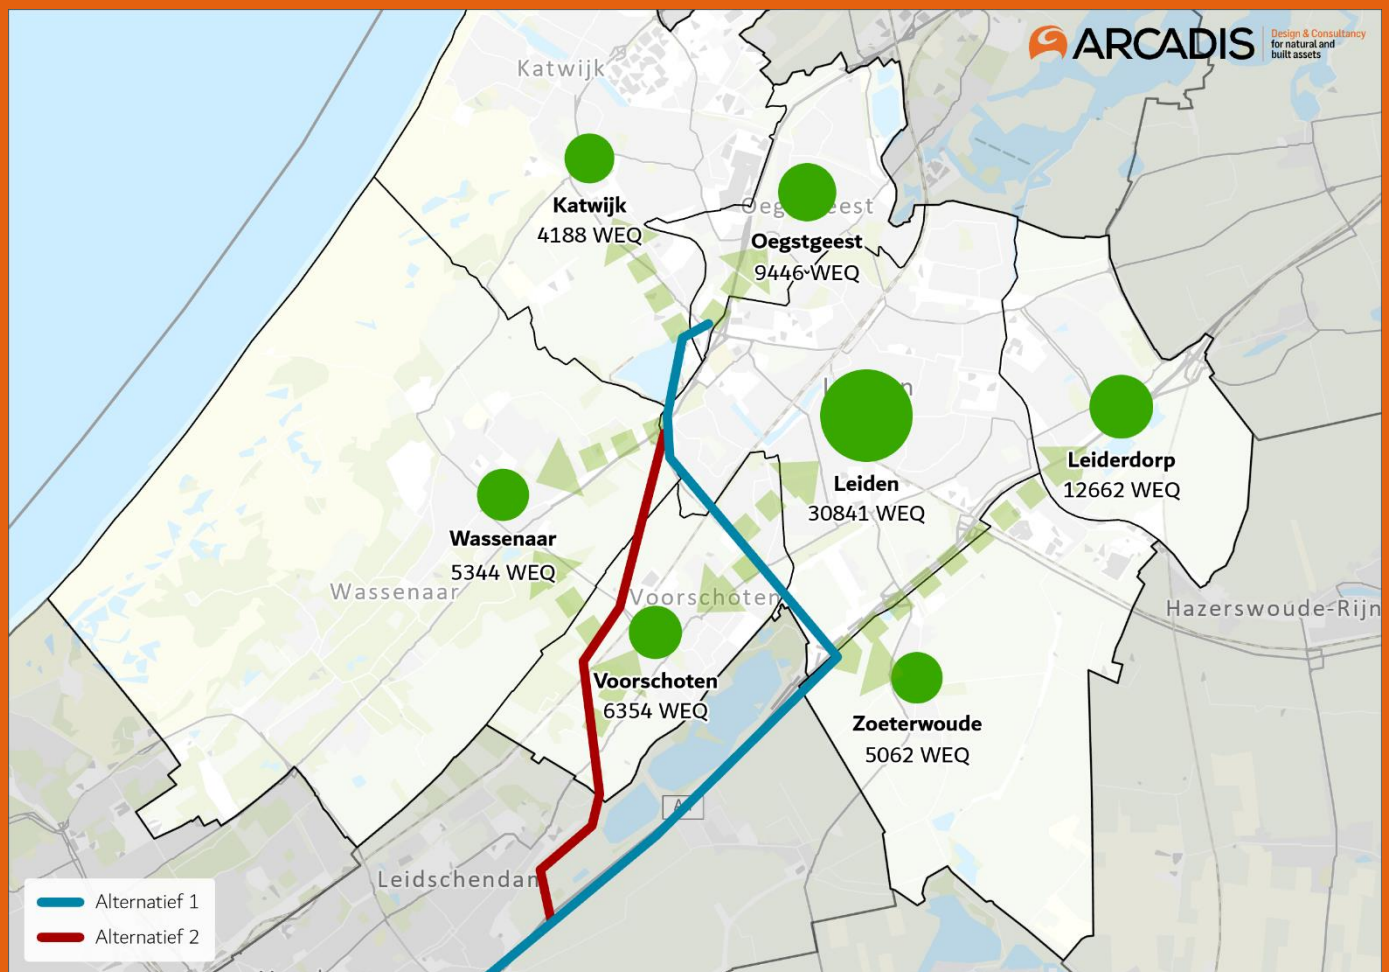 ARCADIS
Design & Consultancy
for natural and
built assets
Katwijk
Katwijk
4188 WEQ
Oegstgeest
Oegstgeest
9446 WEQ
Leiden
30841 WEQ
Leiderdorp
12662 WEQ
Wassenaar
5344 WEQ
Wassenaar
Voorschoten
Voorschoten
6354 WEQ
Zoeterwoude
5062 WEQ
Hazerswoude-Rijn
Leidschendam
Alternatief 1
Alternatief 2